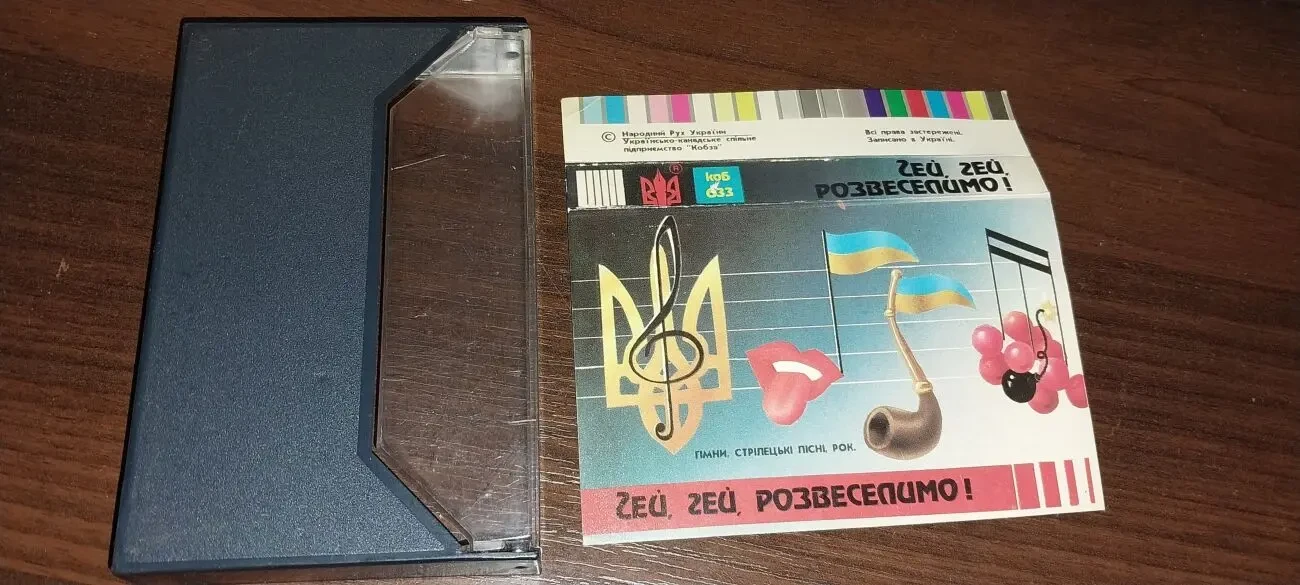 © Народний Рух України
Українсько-канадське спільне
підприємство "Кобза"
Всі права застережені.
Записано в Україні.
®
коб
633
ГЕЙ, ГЕЙ,
РОЗВЕСЕЛИМО!
ГІМНИ, СТРІЛЕЦЬКІ ПІСНІ, РОК.
ГЕЙ, ГЕЙ, РОЗВЕСЕЛИМО!